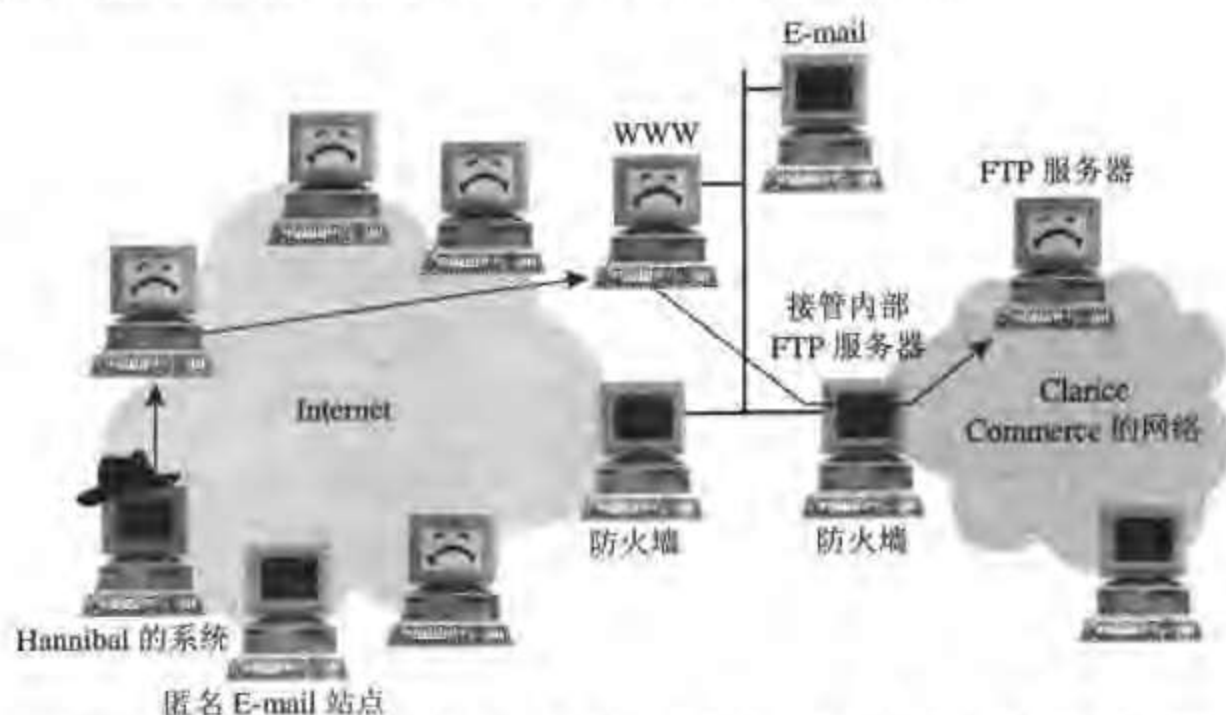 E-mail
WWW
FTP 服务器
接管内部
FTP 服务器
Internet
Clarice
Commerce 的网络
防火墙
防火墙
Hannibal 的系统
匿名 E-mail 站点